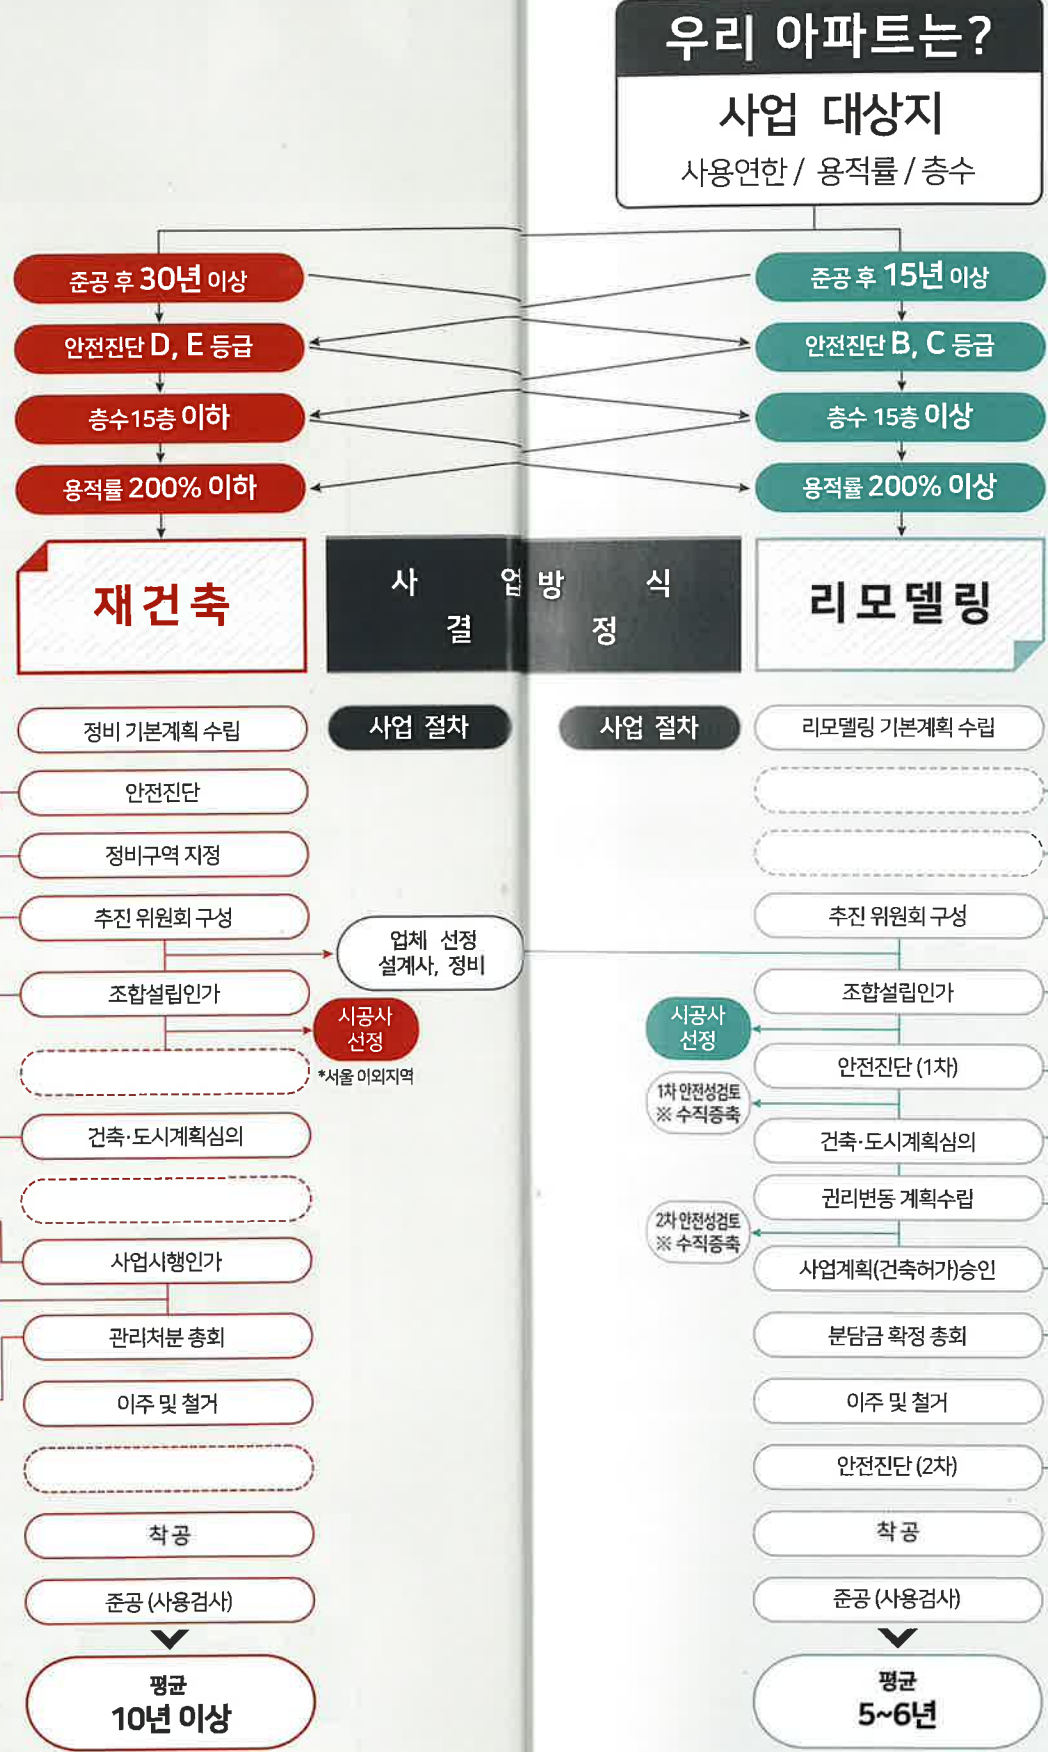 우리 아파트는?
사업 대상지
사용연한 / 용적률 / 층수
준공 후 30년 이상
준공 후 15년 이상
안전진단 D, E 등급
안전진단 B, C 등급
층수15층 이하
층수 15층 이상
용적률 200% 이하
용적률 200% 이상
재건축
사 업 방 식
결 정
리모델링
정비 기본계획 수립
사업 절차
사업 절차
리모델링 기본계획 수립
안전진단
정비구역 지정
추진 위원회 구성
추진 위원회 구성
업체 선정
설계사, 정비
조합설립인가
조합설립인가
시공사
선정
*서울 이외지역
시공사
선정
안전진단 (1차)
1차 안전성검토
※ 수직증축
건축·도시계획심의
건축·도시계획심의
권리변동 계획수립
2차 안전성검토
※ 수직증축
사업시행인가
사업계획(건축허가)승인
관리처분 총회
분담금 확정 총회
이주 및 철거
이주 및 철거
안전진단 (2차)
착공
착공
준공 (사용검사)
준공 (사용검사)
평균
10년 이상
평균
5~6년